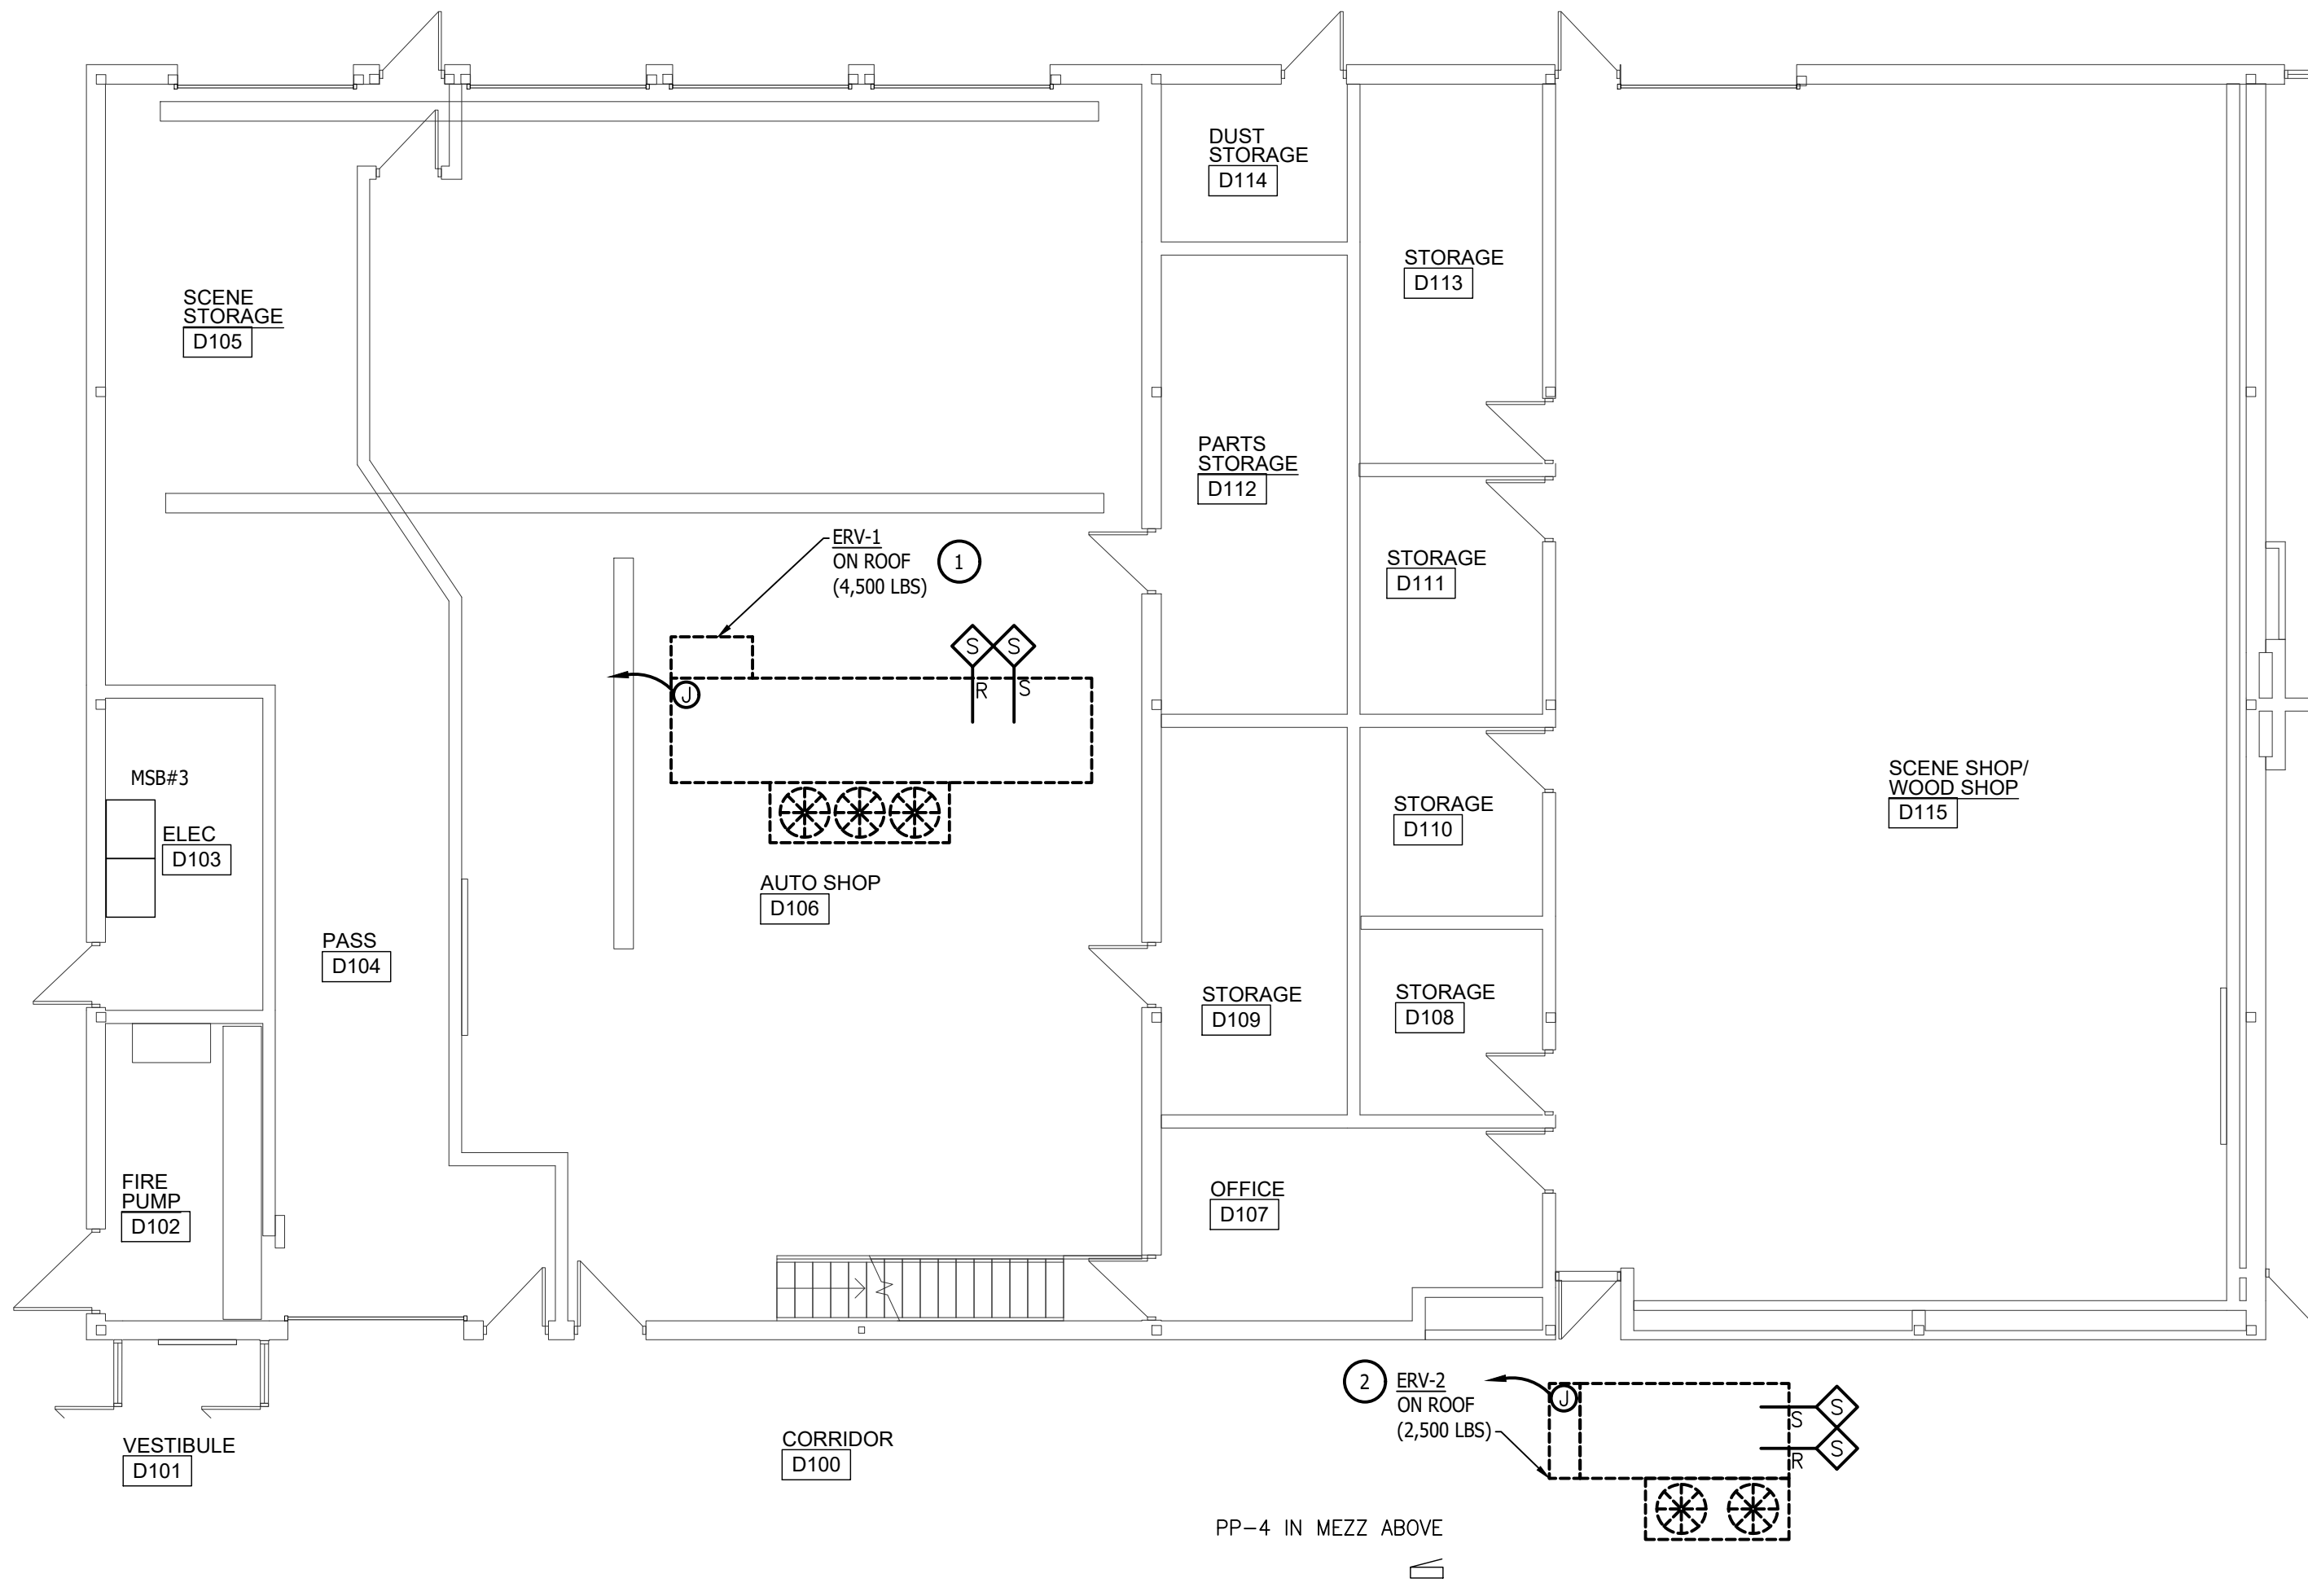 DUST
STORAGE
D114
STORAGE
D113
SCENE
STORAGE
D105
PARTS
STORAGE
D112
ERV-1
ON ROOF
(4,500 LBS)
1
STORAGE
D111
S S
R S
J
MSB#3
ELEC
D103
SCENE SHOP/
WOOD SHOP
D115
STORAGE
D110
AUTO SHOP
D106
PASS
D104
STORAGE
D109
STORAGE
D108
FIRE
PUMP
D102
OFFICE
D107
2
ERV-2
ON ROOF
(2,500 LBS)
J
S
S
S
R
VESTIBULE
D101
CORRIDOR
D100
PP-4 IN MEZZ ABOVE